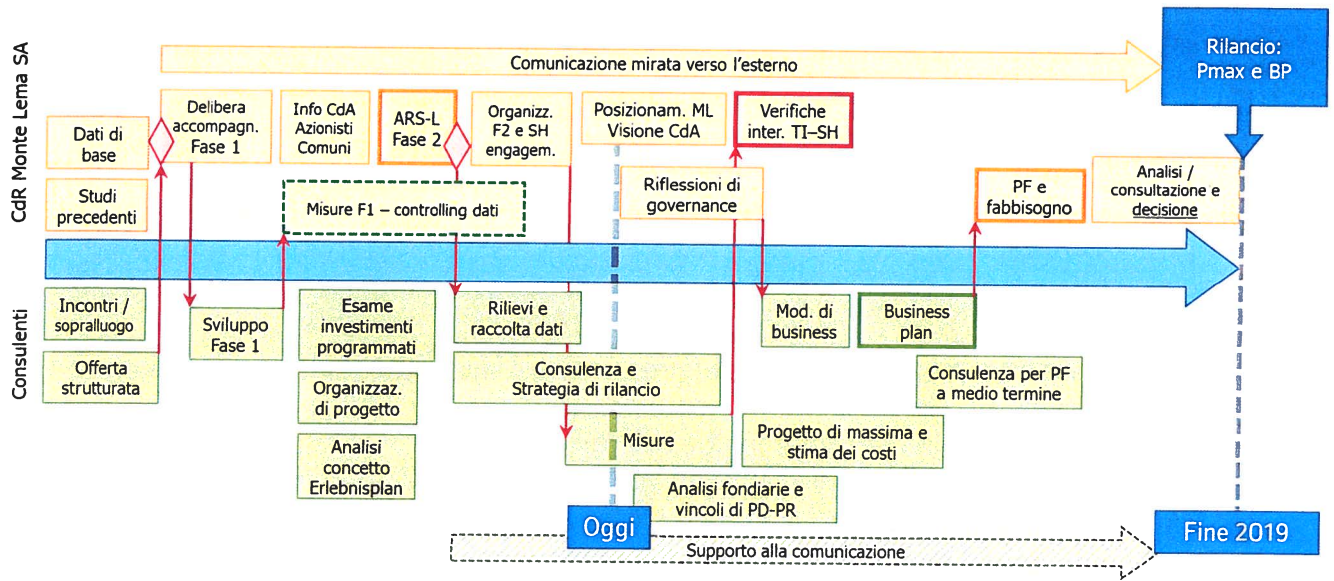 CdR Monte Lema SA
Comunicazione mirata verso l'esterno
Rilancio:
Pmax e BP
Dati di
base
Delibera
accompagn.
Fase 1
Info CdA
Azionisti
Comuni
ARS-L
Fase 2
Organizz.
F2 e SH
engagem.
Posizionam. ML
Visione CdA
Verifiche
inter. TI–SH
Studi
precedenti
Misure F1 – controlling dati
Riflessioni di
governance
PF e
fabbisogno
Analisi /
consultazione e
decisione
Consulenti
Incontri /
sopralluogo
Offerta
strutturata
Sviluppo
Fase 1
Esame
investimenti
programmati
Organizzaz.
di progetto
Analisi
concetto
Erlebnisplan
Rilievi e
raccolta dati
Consulenza e
Strategia di rilancio
Misure
Analisi fondiarie e
vincoli di PD-PR
Mod. di
business
Business
plan
Consulenza per PF
a medio termine
Progetto di massima e
stima dei costi
Oggi
Fine 2019
Supporto alla comunicazione